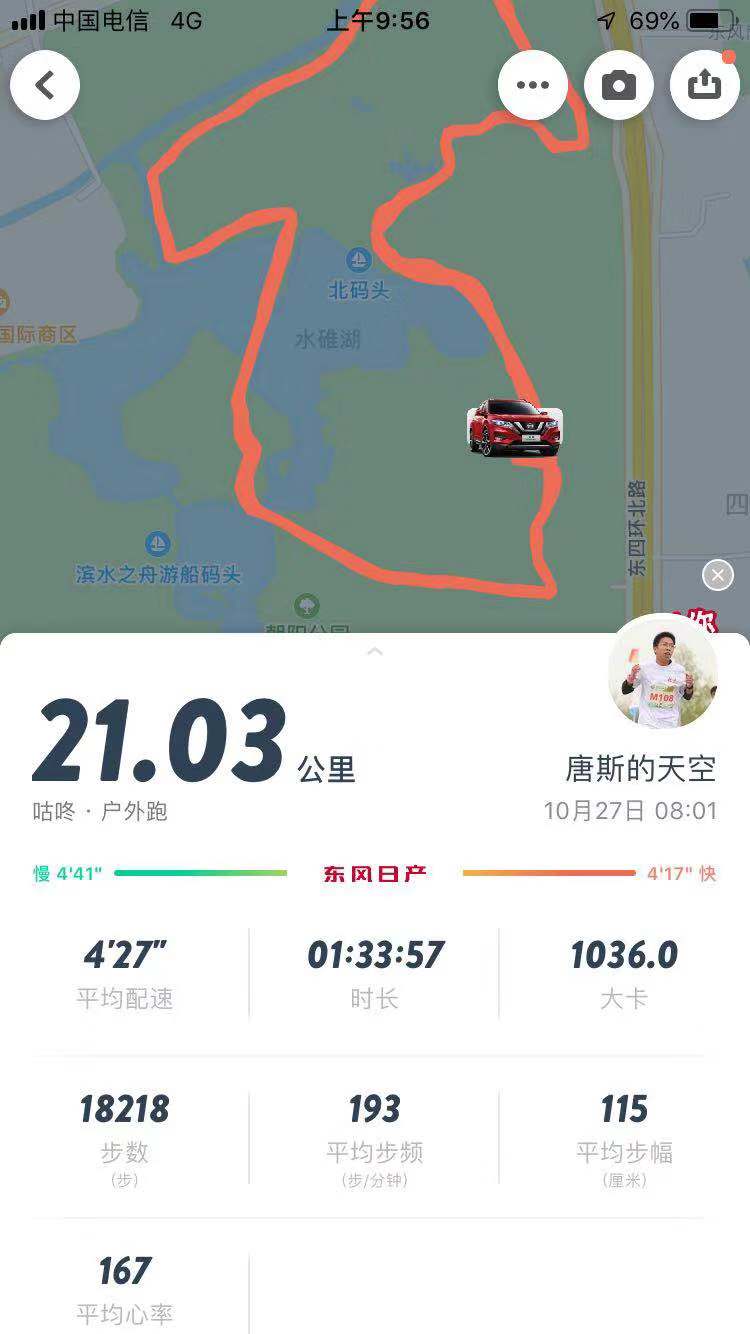 中国电信 4G 上午9:56 69%
北码头
国际商区
水碓湖
东四环北路
四
滨水之舟游船码头
朝阳公园
你
M108
21.03 公里
唐斯的天空
咕咚 · 户外跑
10月27日 08:01
慢 4'41" 东风日产 4'17" 快
4'27" 01:33:57 1036.0
平均配速 时长 大卡
18218 193 115
步数 平均步频 平均步幅
(步) (步/分钟) (厘米)
167
平均心率